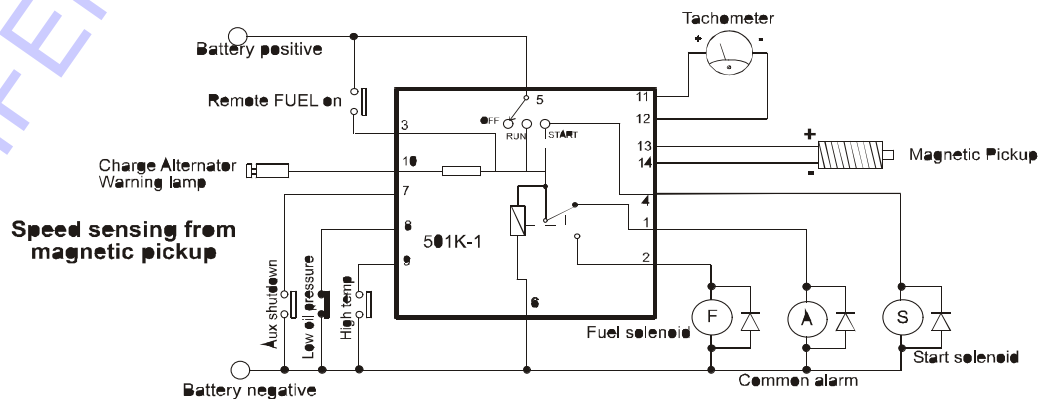 Tachometer
+ -
Battery positive
Remote FUEL on
5
OFF
RUN
START
11
12
3
13
14
+
-
Magnetic Pickup
10
Charge Alternator
Warning lamp
7
4
8
1
Speed sensing from
magnetic pickup
501K-1
9
2
6
Aux shutdown
Low oil pressure
High temp
F
A
S
Fuel solenoid
Start solenoid
Common alarm
Battery negative